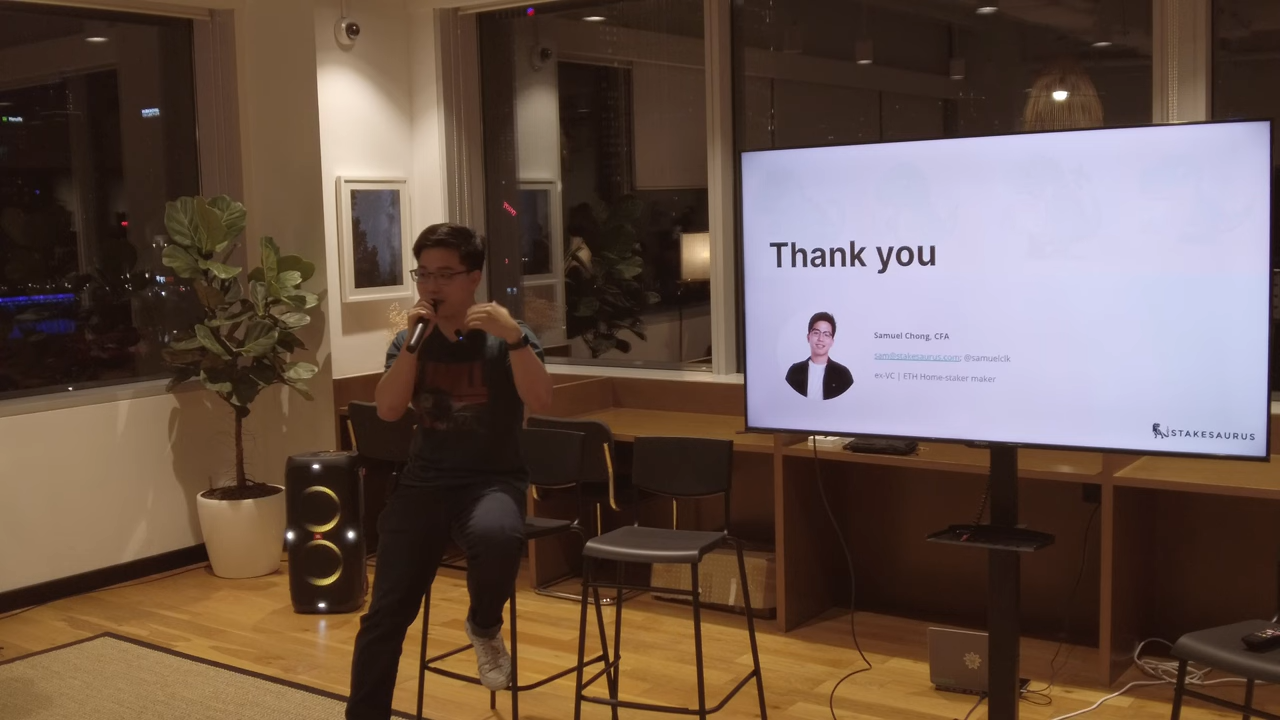 Thank you
Samuel Chong, CFA
sam@stakesaurus.com; @samuelclk
ex-VC | ETH Home-staker maker
STAKESAURUS